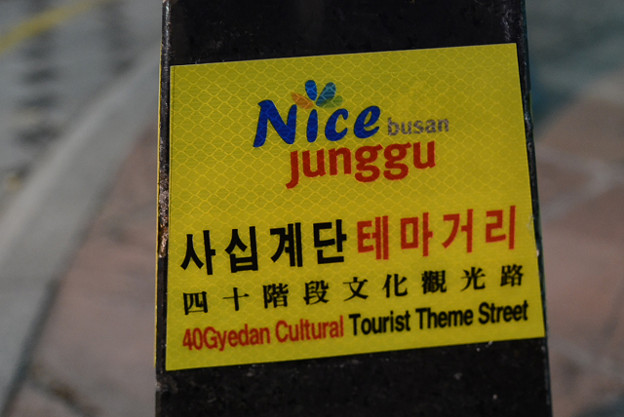 Nice busan
junggu
사십계단테마거리
四十階段文化觀光路
40Gyedan Cultural Tourist Theme Street